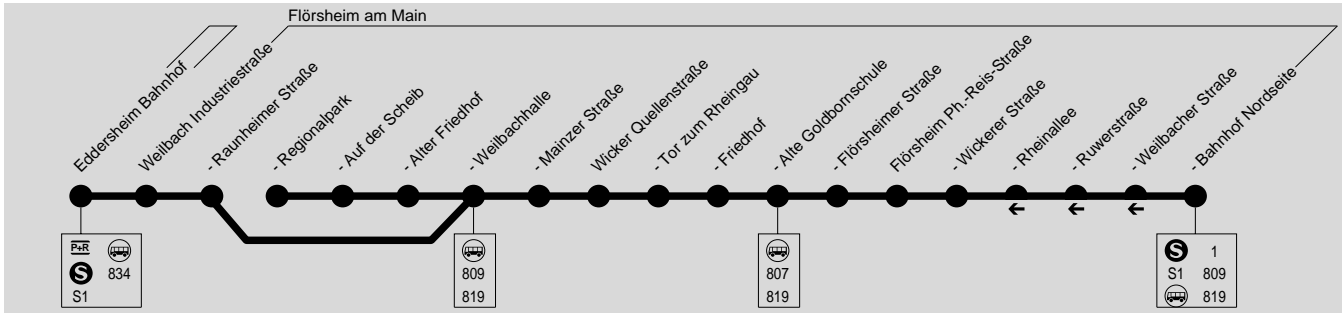 Flörsheim am Main
Eddersheim Bahnhof
Weilbach Industriestraße
- Raunheimer Straße
- Regionalpark
- Auf der Scheib
- Alter Friedhof
- Weilbachhalle
- Mainzer Straße
Wicker Quellenstraße
- Tor zum Rheingau
- Friedhof
- Alte Goldbornschule
- Flörsheimer Straße
Flörsheim Ph.-Reis-Straße
- Wickerer Straße
- Rheinallee
- Ruwerstraße
- Weilbacher Straße
- Bahnhof Nordseite
P+R
S 834
S1
809
819
807
819
S 1
S1 809
819